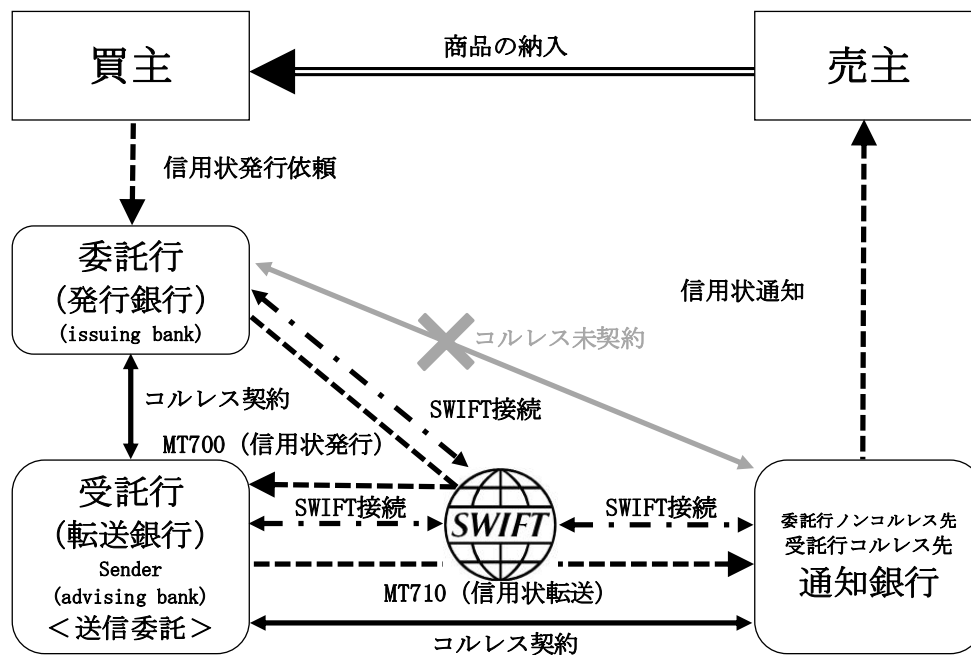 買主
商品の納入
売主
信用状発行依頼
委託行
(発行銀行)
(issuing bank)
信用状通知
コルレス未契約
コルレス契約
SWIFT接続
MT700 (信用状発行)
受託行
(転送銀行)
Sender
(advising bank)
＜送信委託＞
SWIFT接続
SWIFT
SWIFT接続
委託行ノンコルレス先
受託行コルレス先
通知銀行
MT710 (信用状転送)
コルレス契約